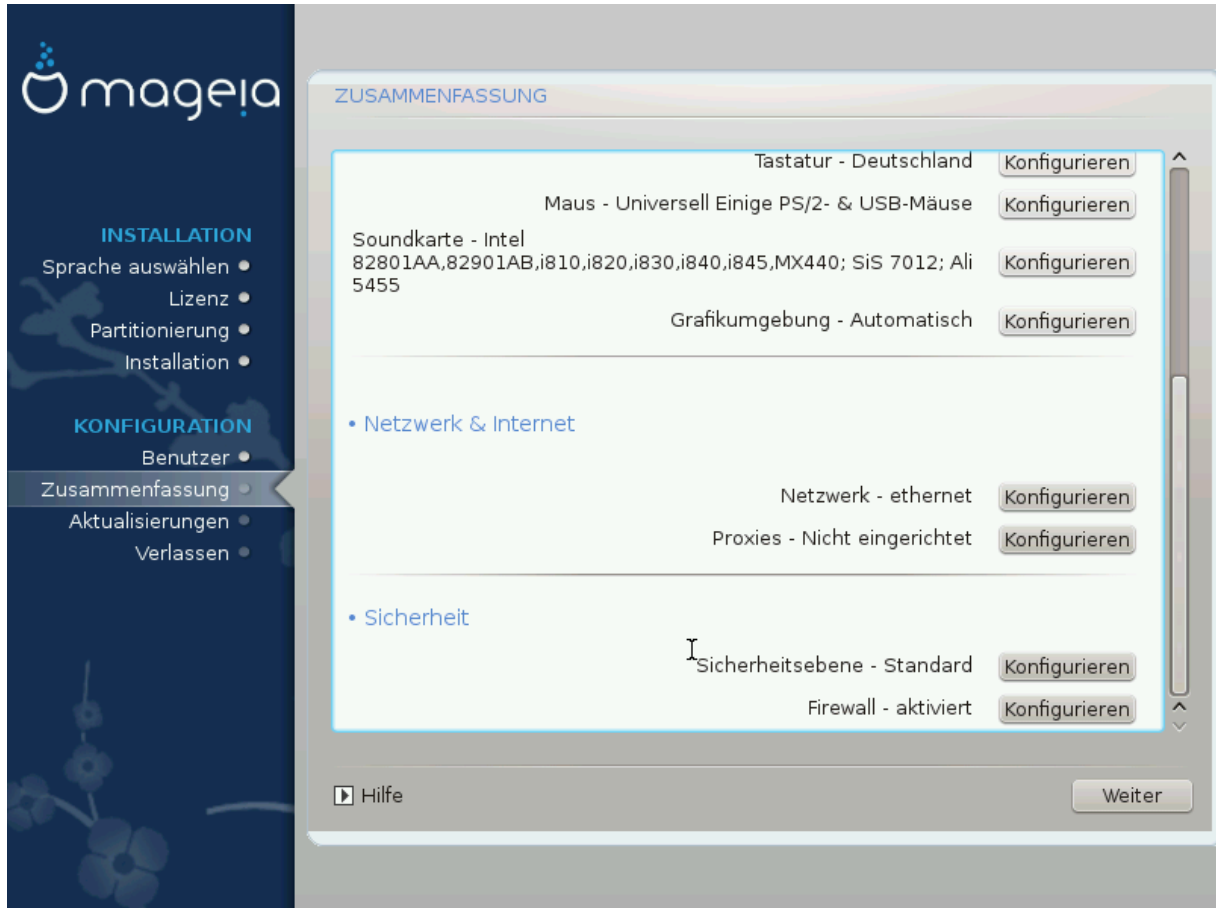 mageia
INSTALLATION
Sprache auswählen
Lizenz
Partitionierung
Installation
KONFIGURATION
Benutzer
Zusammenfassung
Aktualisierungen
Verlassen
ZUSAMMENFASSUNG
Tastatur - Deutschland Konfigurieren
Maus - Universell Einige PS/2- & USB-Mäuse Konfigurieren
Soundkarte - Intel
82801AA,82901AB,i810,i820,i830,i840,i845,MX440; SiS 7012; Ali Konfigurieren
5455
Grafikumgebung - Automatisch Konfigurieren
• Netzwerk & Internet
Netzwerk - ethernet Konfigurieren
Proxies - Nicht eingerichtet Konfigurieren
• Sicherheit
Sicherheitsebene - Standard Konfigurieren
Firewall - aktiviert Konfigurieren
Hilfe
Weiter